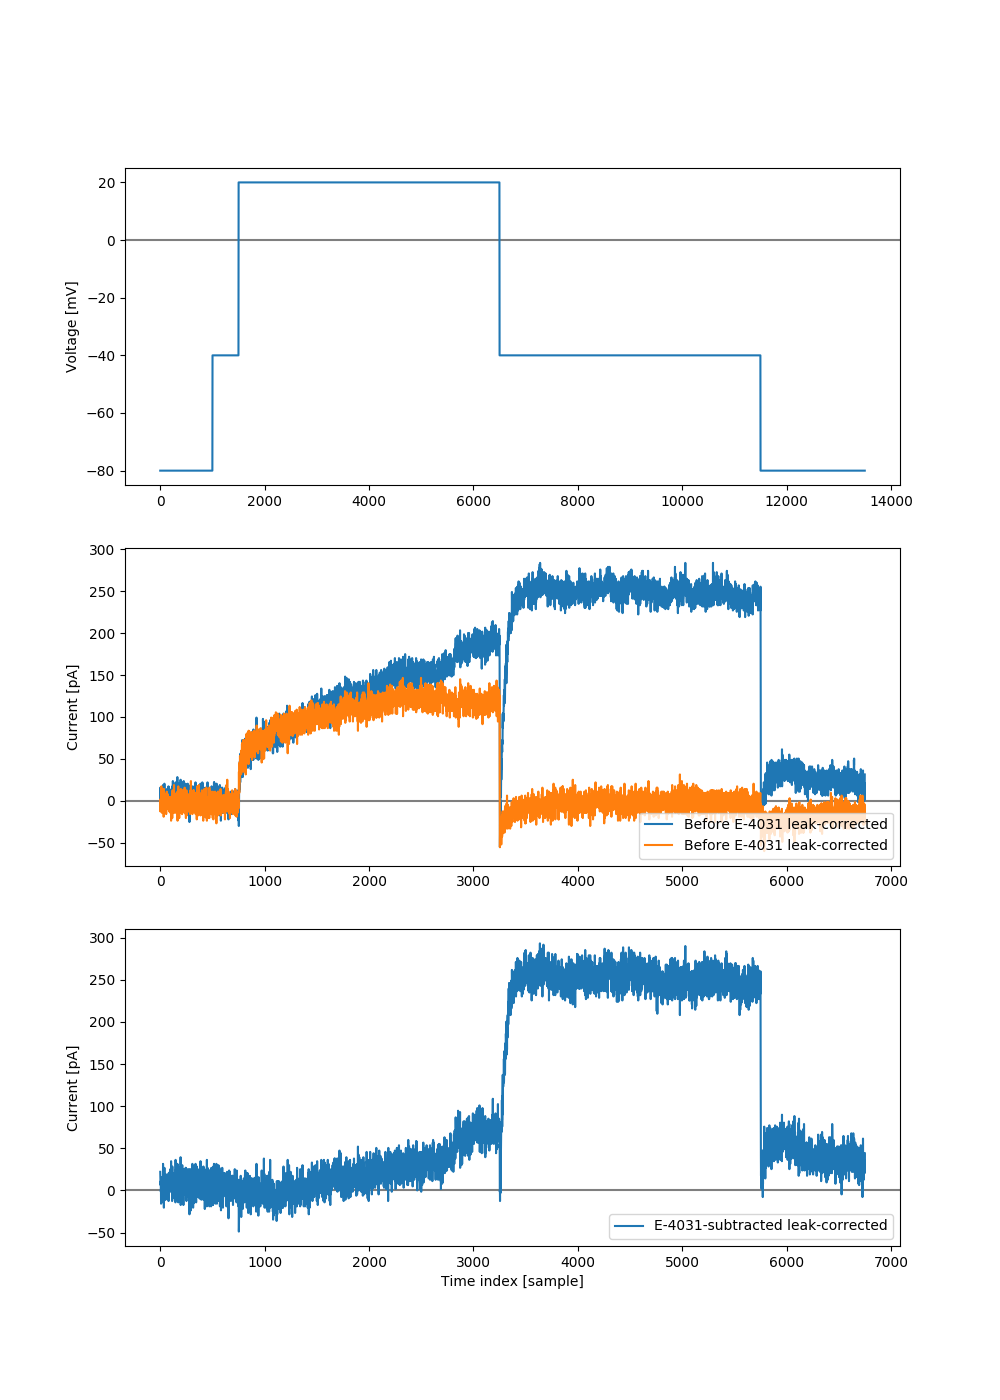 20
0
−20
−40
−60
−80
Voltage [mV]
0 2000 4000 6000 8000 10000 12000 14000
300
250
200
150
100
50
0
−50
Current [pA]
Before E-4031 leak-corrected
Before E-4031 leak-corrected
0 1000 2000 3000 4000 5000 6000 7000
300
250
200
150
100
50
0
−50
Current [pA]
E-4031-subtracted leak-corrected
0 1000 2000 3000 4000 5000 6000 7000
Time index [sample]